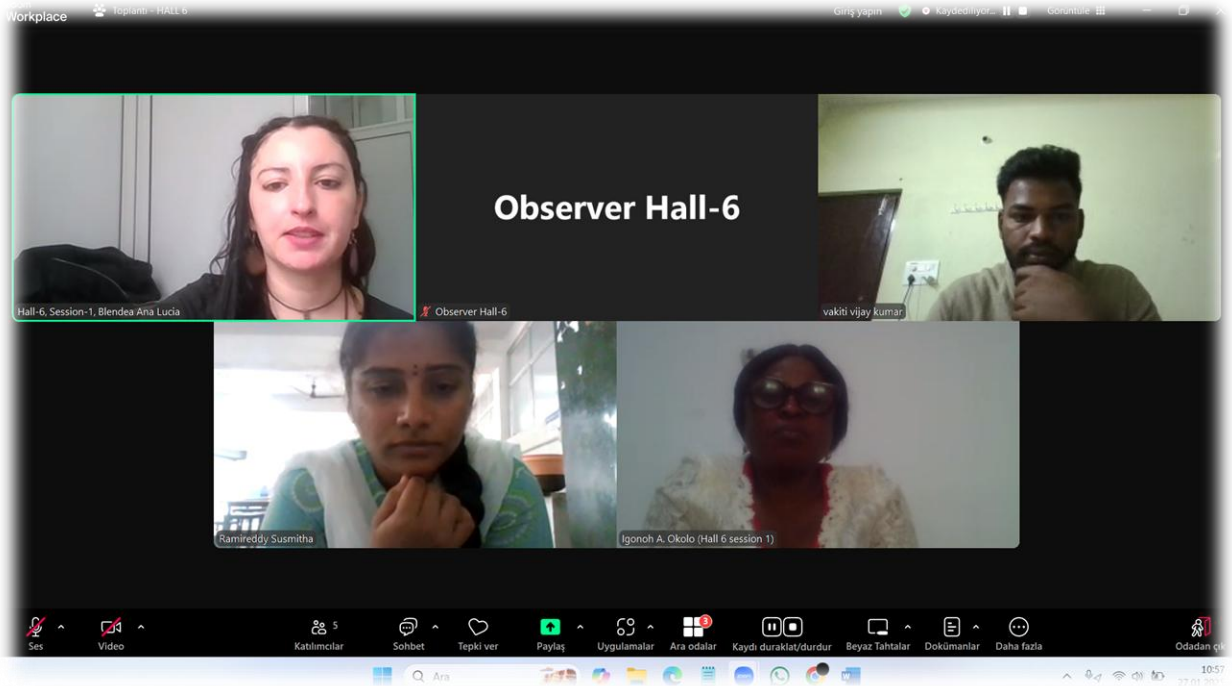 Workplace
Toplantı - HALL 6
Giriş yapın
Kaydediliyor...
Görüntüle
Observer Hall-6
Hall-6, Session-1, Blendea Ana Lucia
Observer Hall-6
vakiti vijay kumar
Ramireddy Susmitha
Igonoh A. Okolo (Hall 6 session 1)
5
3
Ses
Video
Katılımcılar
Sohbet
Tepki ver
Paylaş
Uygulamalar
Ara odalar
Kaydı duraklat/durdur
Beyaz Tahtalar
Dokümanlar
Daha fazla
Odadan çık
Ara
10:57